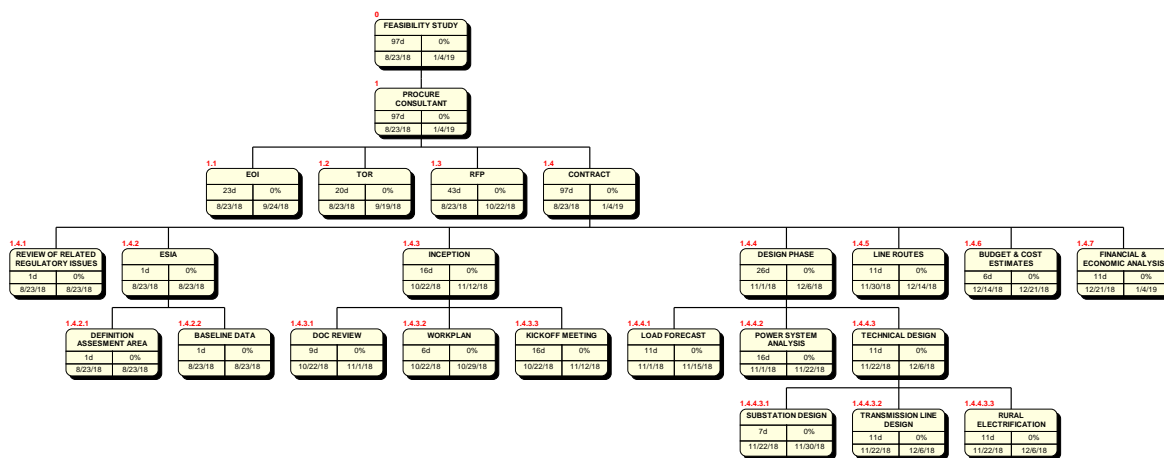 0
FEASIBILITY STUDY
97d 0%
8/23/18 1/4/19
1
PROCURE
CONSULTANT
97d 0%
8/23/18 1/4/19
1.1
EOI
23d 0%
8/23/18 9/24/18
1.2
TOR
20d 0%
8/23/18 9/19/18
1.3
RFP
43d 0%
8/23/18 10/22/18
1.4
CONTRACT
97d 0%
8/23/18 1/4/19
1.4.1
REVIEW OF RELATED
REGULATORY ISSUES
1d 0%
8/23/18 8/23/18
1.4.2
ESIA
1d 0%
8/23/18 8/23/18
1.4.3
INCEPTION
16d 0%
10/22/18 11/12/18
1.4.4
DESIGN PHASE
26d 0%
11/1/18 12/6/18
1.4.5
LINE ROUTES
11d 0%
11/30/18 12/14/18
1.4.6
BUDGET & COST
ESTIMATES
6d 0%
12/14/18 12/21/18
1.4.7
FINANCIAL &
ECONOMIC ANALYSIS
11d 0%
12/21/18 1/4/19
1.4.2.1
DEFINITION
ASSESMENT AREA
1d 0%
8/23/18 8/23/18
1.4.2.2
BASELINE DATA
1d 0%
8/23/18 8/23/18
1.4.3.1
DOC REVIEW
9d 0%
10/22/18 11/1/18
1.4.3.2
WORKPLAN
6d 0%
10/22/18 10/29/18
1.4.3.3
KICKOFF MEETING
16d 0%
10/22/18 11/12/18
1.4.4.1
LOAD FORECAST
11d 0%
11/1/18 11/15/18
1.4.4.2
POWER SYSTEM
ANALYSIS
16d 0%
11/1/18 11/22/18
1.4.4.3
TECHNICAL DESIGN
11d 0%
11/22/18 12/6/18
1.4.4.3.1
SUBSTATION DESIGN
7d 0%
11/22/18 11/30/18
1.4.4.3.2
TRANSMISSION LINE
DESIGN
11d 0%
11/22/18 12/6/18
1.4.4.3.3
RURAL
ELECTRIFICATION
11d 0%
11/22/18 12/6/18